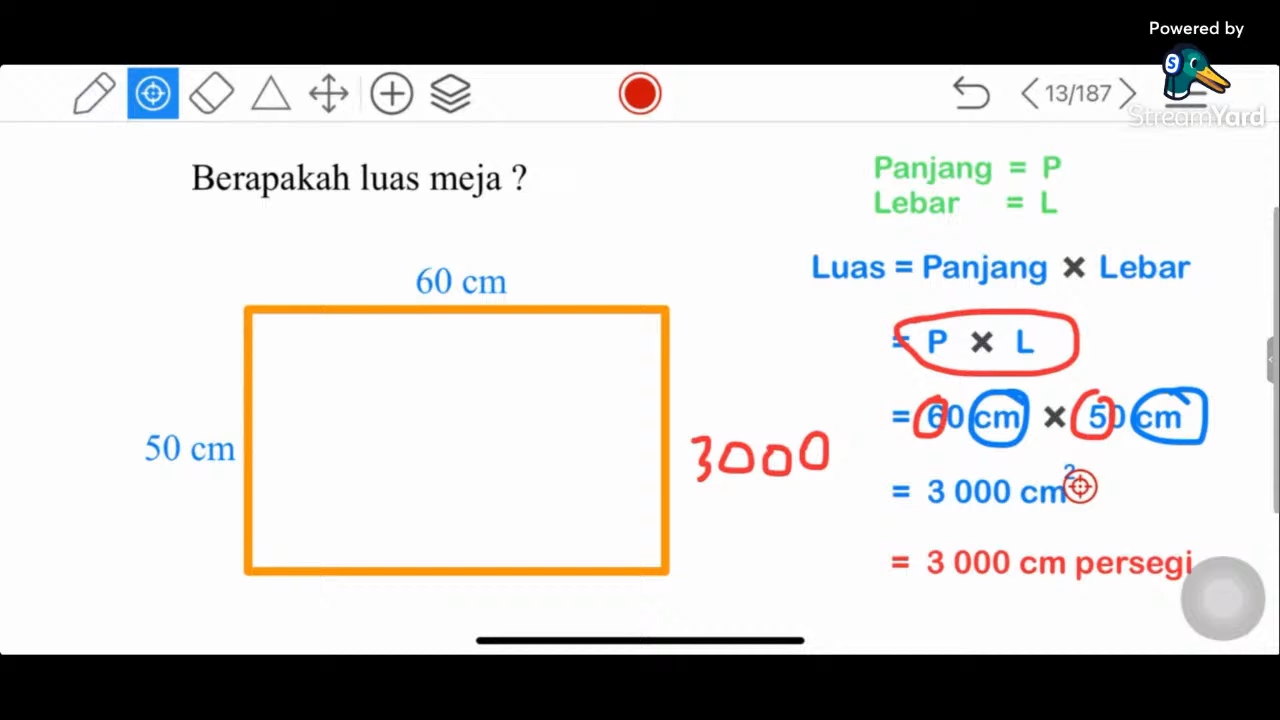 Powered by
StreamYard
13/187
Berapakah luas meja ?
60 cm
50 cm
3000
Panjang = P
Lebar = L
Luas = Panjang × Lebar
= P × L
= 60 cm × 50 cm
= 3 000 cm²
= 3 000 cm persegi